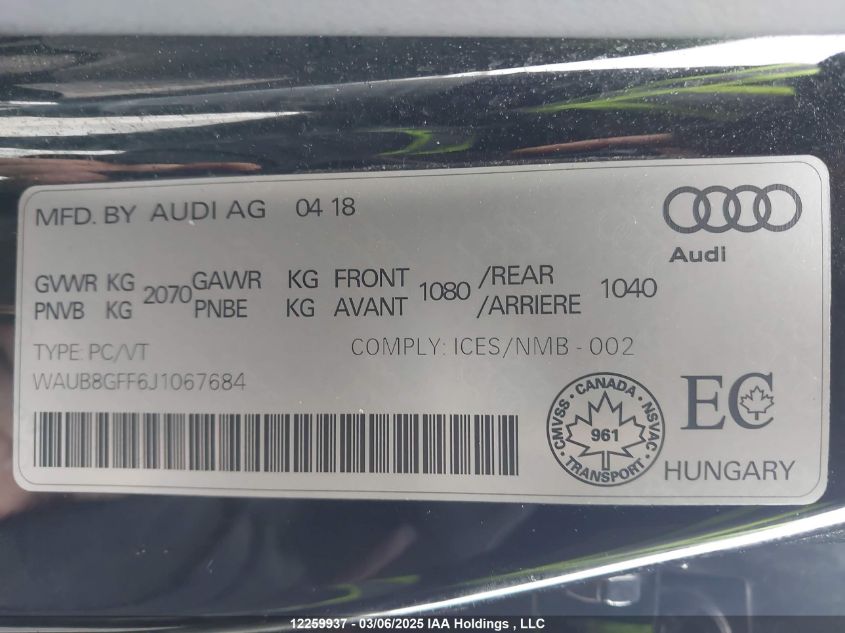 MFD. BY AUDI AG 04 18
Audi
GVWR KG 2070 GAWR KG FRONT 1080 /REAR 1040
PNVB KG PNBE KG AVANT /ARRIERE
TYPE: PC/VT COMPLY: ICES/NMB - 002
WAUB8GFF6J1067684
CMVSS • CANADA • NSVAC • TRANSPORT •
961
EC
HUNGARY
12259937 - 03/06/2025 IAA Holdings , LLC